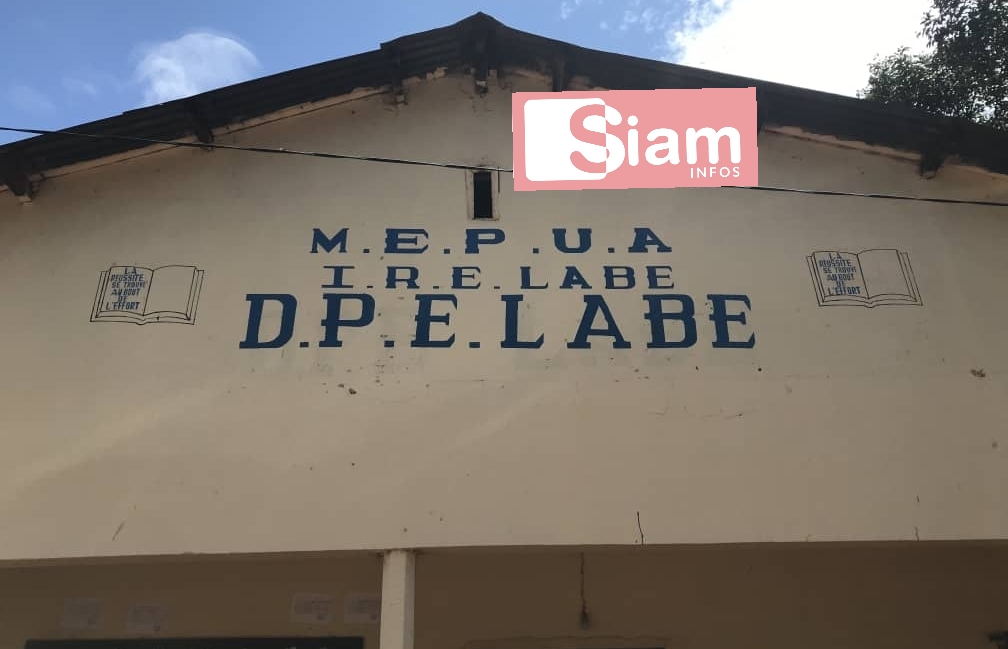 Siam
INFOS
M.E.P.U.A
I.R.E.LABE
D.P.E.LABE
LA
REUSSITE
SE TROUVE
AU BOUT
DE
L'EFFORT
LA
REUSSITE
SE TROUVE
AU BOUT
DE
L'EFFORT